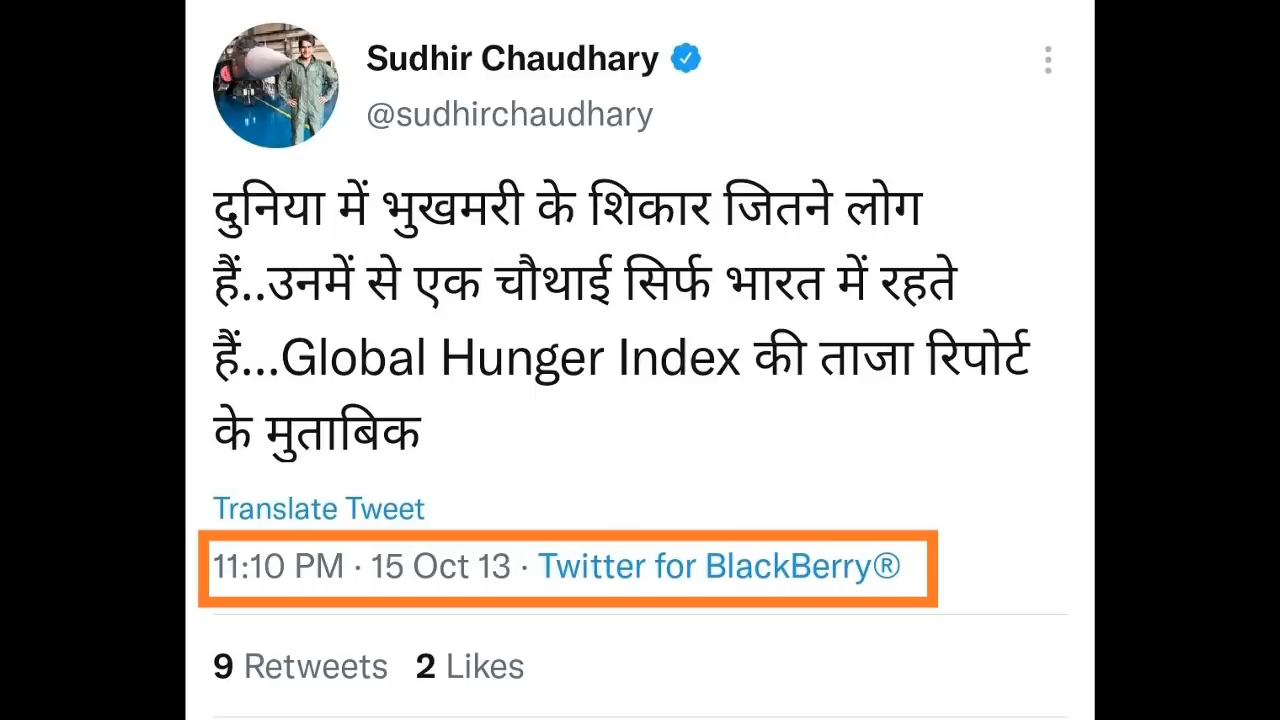 Sudhir Chaudhary
@sudhirchaudhary
दुनिया में भुखमरी के शिकार जितने लोग
हैं..उनमें से एक चौथाई सिर्फ भारत में रहते
हैं...Global Hunger Index की ताजा रिपोर्ट
के मुताबिक
Translate Tweet
11:10 PM · 15 Oct 13 · Twitter for BlackBerry®
9 Retweets 2 Likes